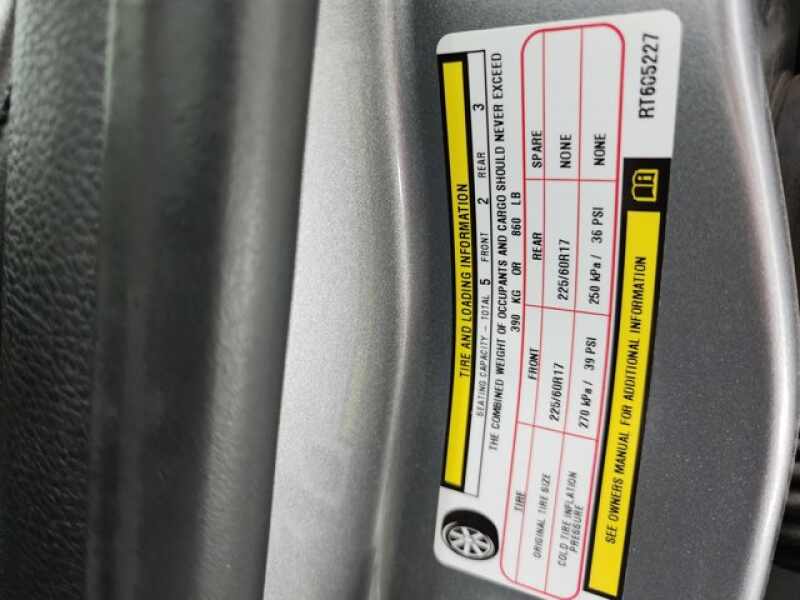 TIRE AND LOADING INFORMATION
SEATING CAPACITY - TOTAL 5 FRONT 2 REAR 3
THE COMBINED WEIGHT OF OCCUPANTS AND CARGO SHOULD NEVER EXCEED
390 KG OR 860 LB
TIRE FRONT REAR SPARE
ORIGINAL TIRE SIZE 225/60R17 225/60R17 NONE
COLD TIRE INFLATION PRESSURE 270 kPa / 39 PSI 250 kPa / 36 PSI NONE
SEE OWNERS MANUAL FOR ADDITIONAL INFORMATION
RT605227